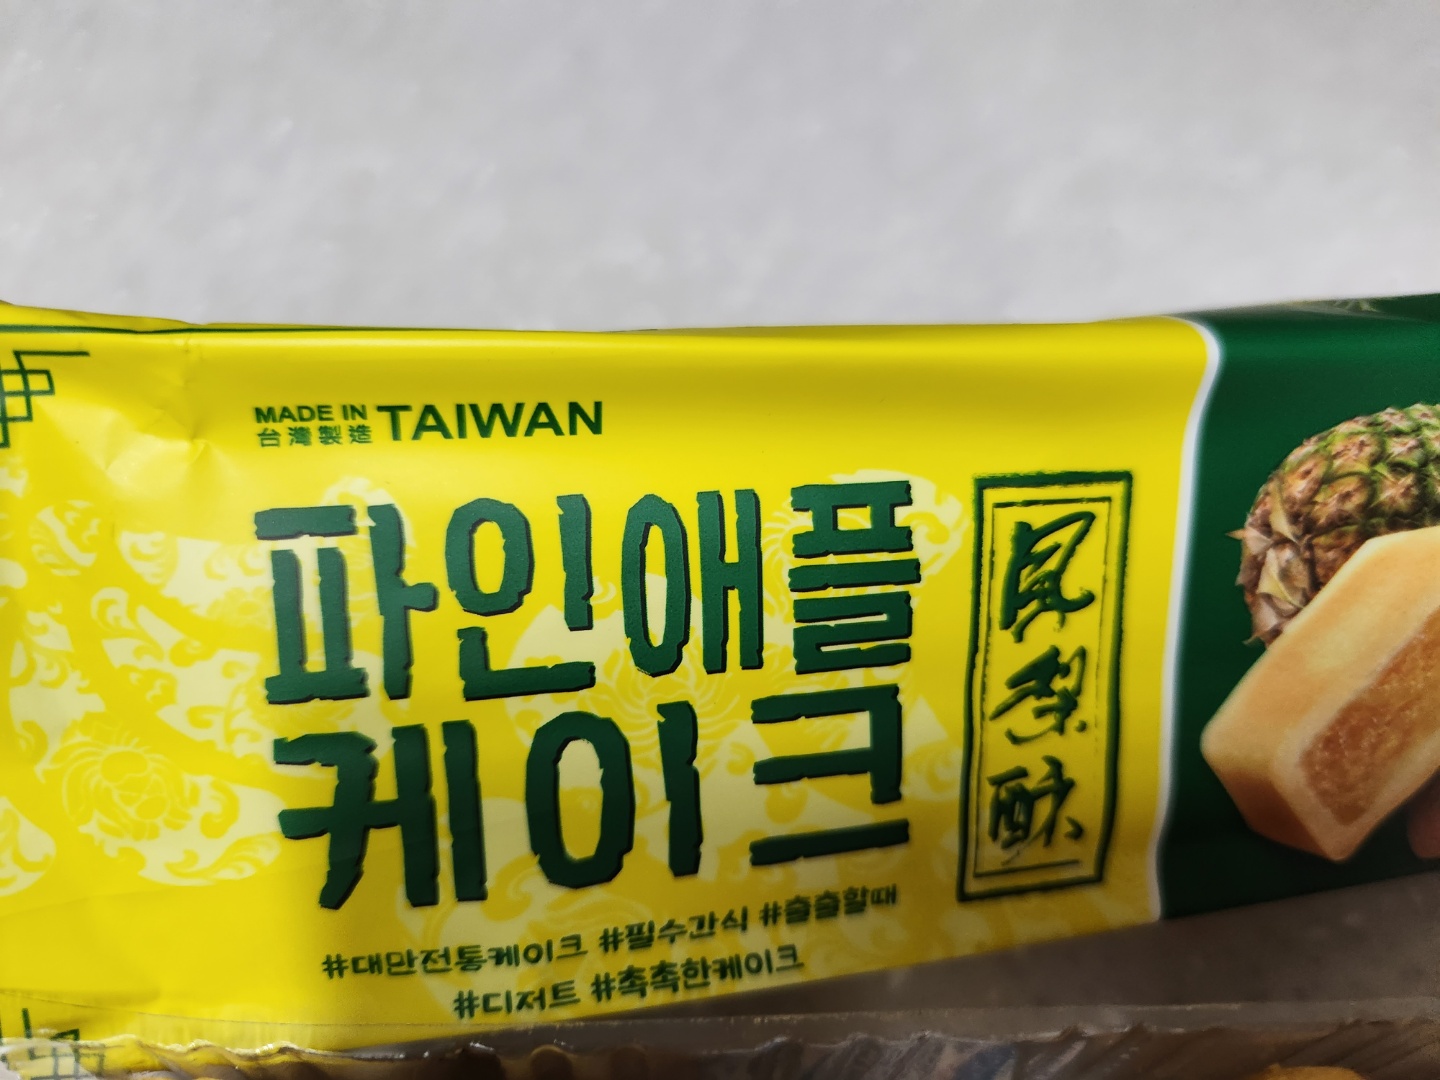 MADE IN TAIWAN
台灣製造
파인애플
케이크
鳳梨酥
#대만전통케이크 #필수간식 #출출할때
#디저트 #촉촉한케이크